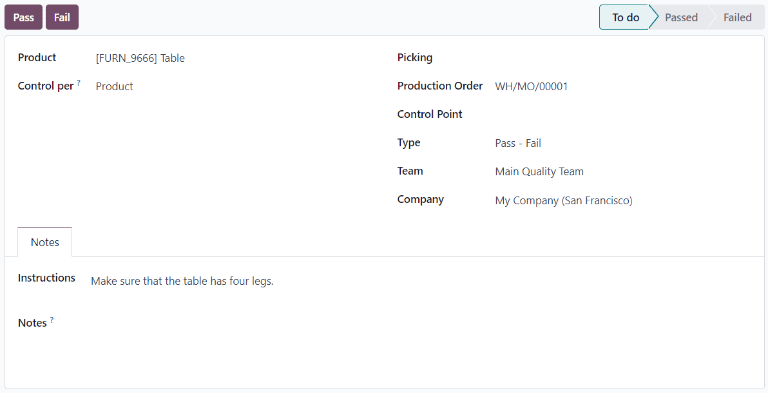 Pass Fail To do Passed Failed
Product [FURN_9666] Table Picking
Control per ? Product Production Order WH/MO/00001
Control Point
Type Pass - Fail
Team Main Quality Team
Company My Company (San Francisco)
Notes
Instructions Make sure that the table has four legs.
Notes ?